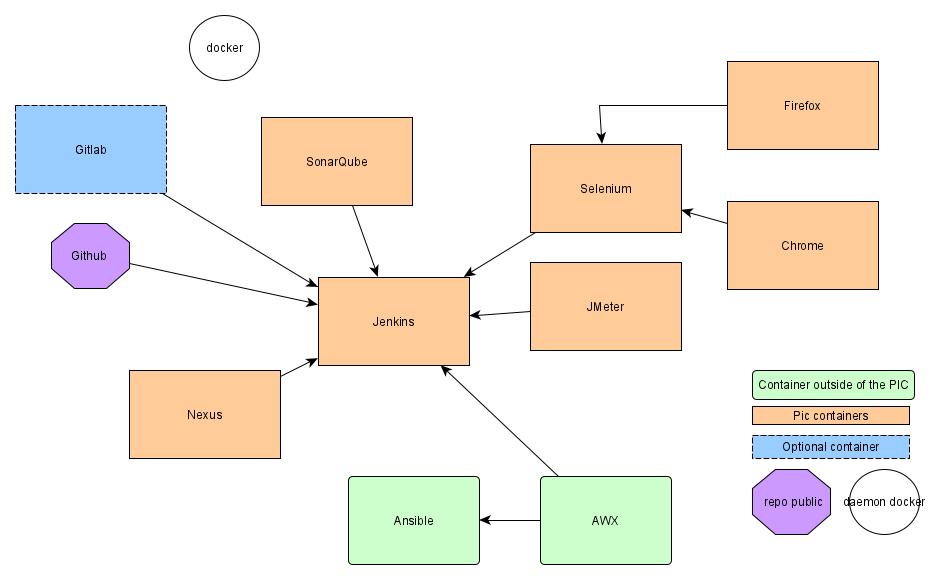 docker
Firefox
Gitlab
SonarQube
Selenium
Chrome
Github
JMeter
Jenkins
Nexus
Container outside of the PIC
Pic containers
Optional container
repo public
daemon docker
Ansible
AWX